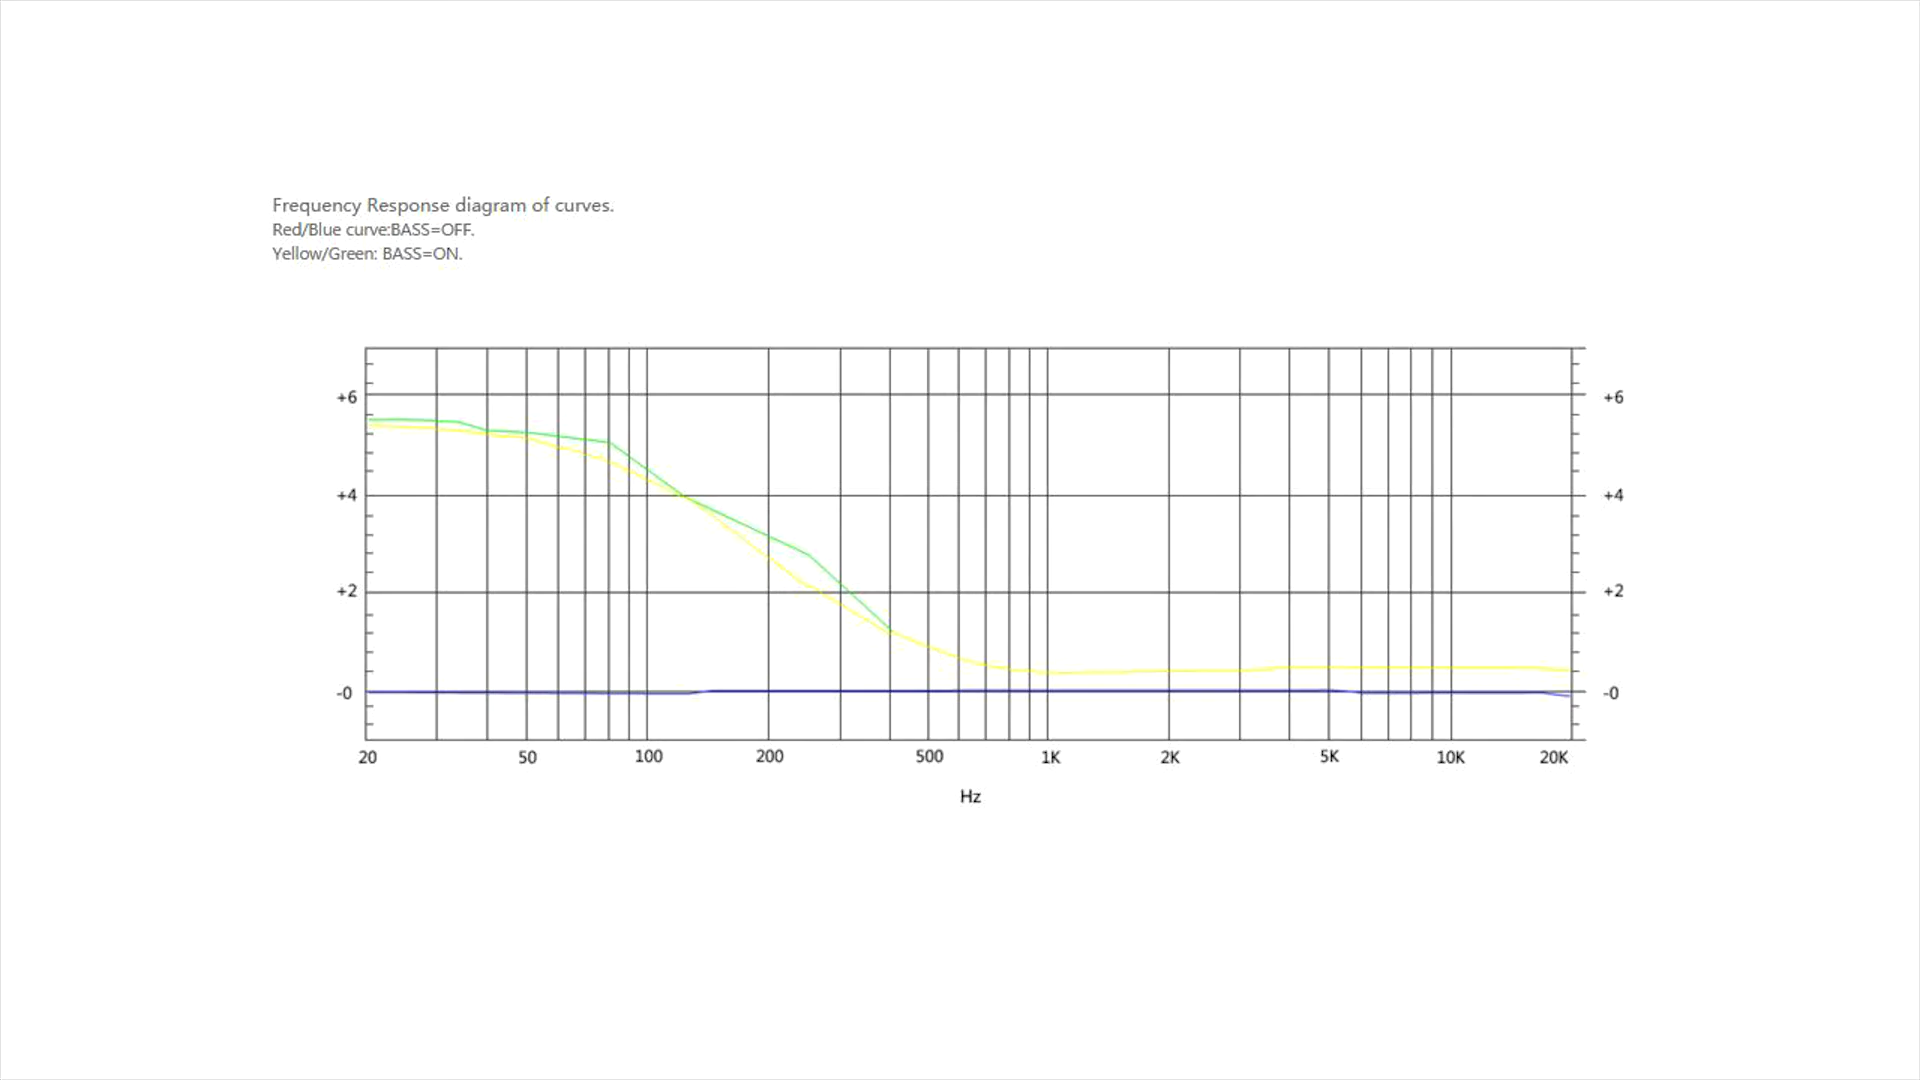 Frequency Response diagram of curves.
Red/Blue curve:BASS=OFF.
Yellow/Green: BASS=ON.
+6 +6
+4 +4
+2 +2
-0 -0
20 50 100 200 500 1K 2K 5K 10K 20K
Hz